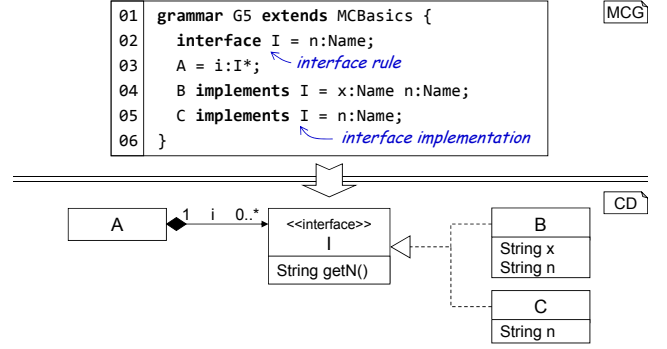 MCG
01 grammar G5 extends MCBasics {
02 interface I = n:Name;
interface rule
03 A = i:I*;
04 B implements I = x:Name n:Name;
05 C implements I = n:Name;
interface implementation
06 }
CD
A
1 i 0..*
<<interface>>
I
String getN()
B
String x
String n
C
String n